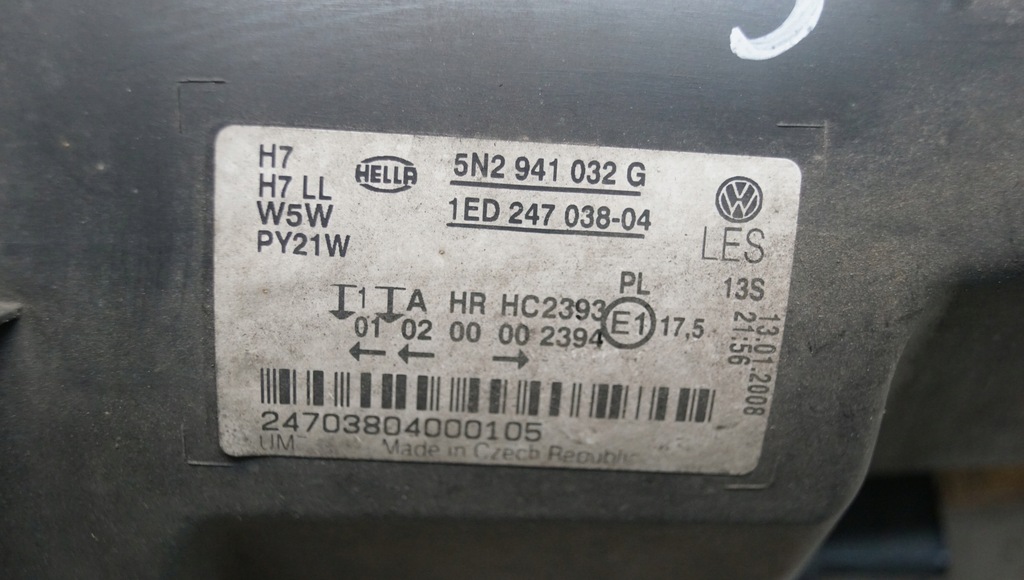 H7
H7 LL
W5W
PY21W
HELLA
5N2 941 032 G
1ED 247 038-04
LES
13S
13.01.2008
21:56
1 A HR HC2393 PL
01 02 00 00 2394 E1 17,5
← ← →
24703804000105
UM Made in Czech Republic